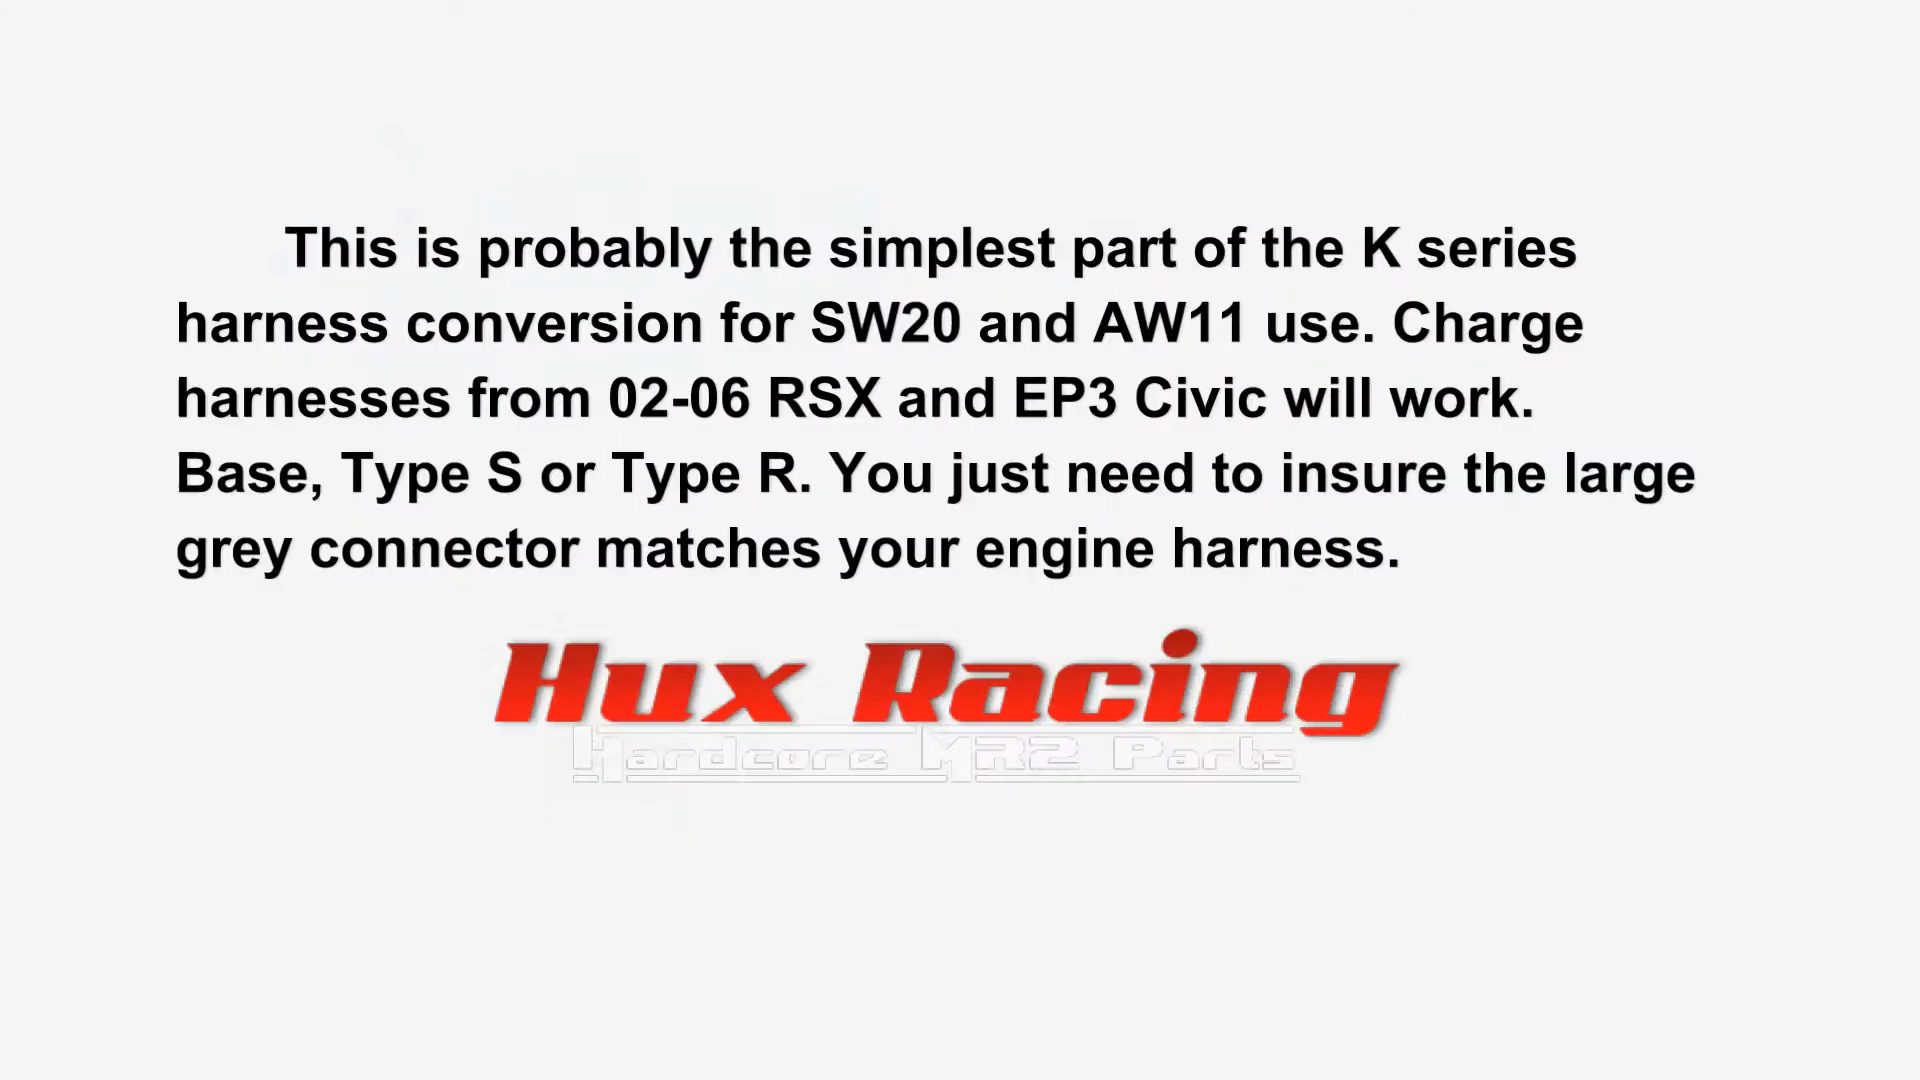 This is probably the simplest part of the K series
harness conversion for SW20 and AW11 use. Charge
harnesses from 02-06 RSX and EP3 Civic will work.
Base, Type S or Type R. You just need to insure the large
grey connector matches your engine harness.
Hux Racing
Hardcore MR2 Parts